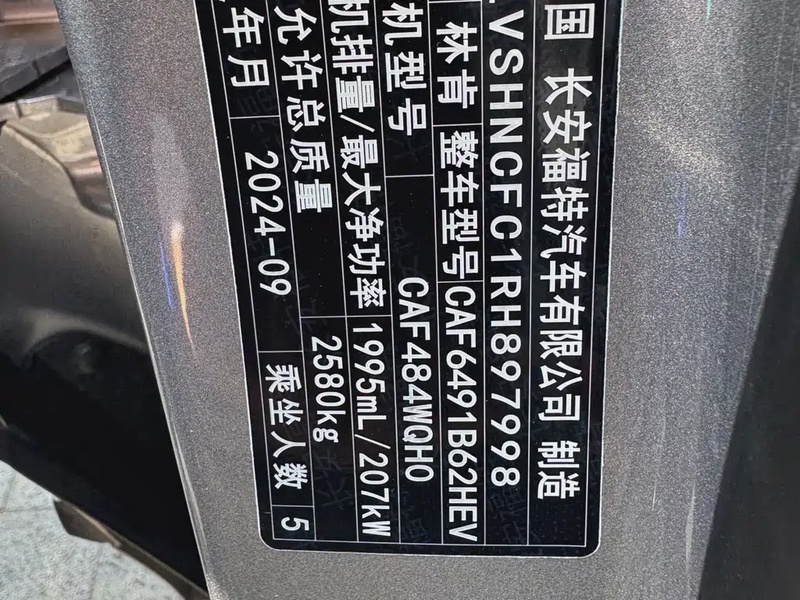 国 长安福特汽车有限公司 制造
LVSHNCFC1RH897998
林肯 整车型号 CAF6491B62HEV
机型号 CAF484WQH0
机排量/最大净功率 1995mL/207kW
允许总质量 2580kg
年月 2024-09 乘坐人数 5